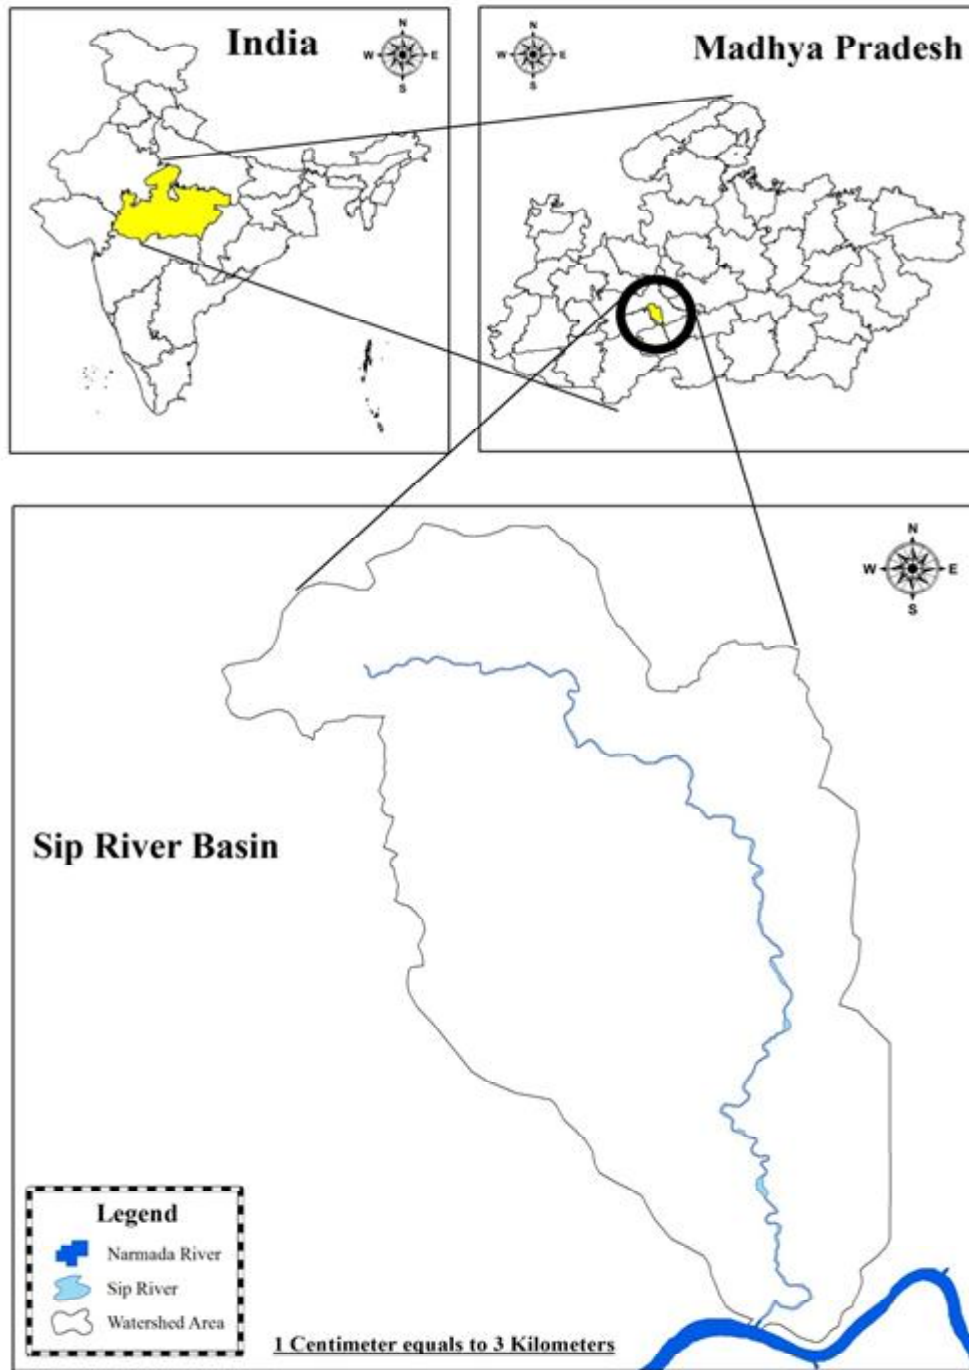 India
N
W E
S
Madhya Pradesh
N
W E
S
N
W E
S
Sip River Basin
Legend
Narmada River
Sip River
Watershed Area
1 Centimeter equals to 3 Kilometers